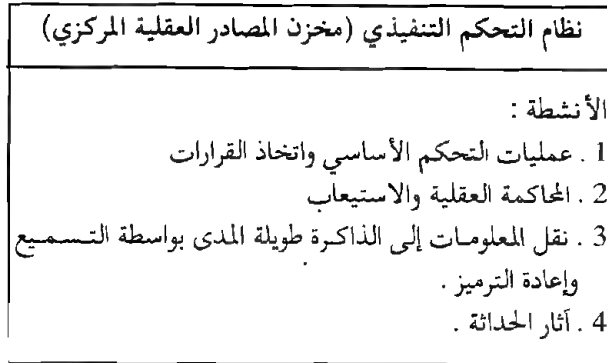 نظام التحكم التنفيذي (مخزن المصادر العقلية المركزي)
الأنشطة :
1 . عمليات التحكم الأساسي واتخاذ القرارات
2 . المحاكمة العقلية والاستيعاب
3 . نقل المعلومات إلى الذاكرة طويلة المدى بواسطة التسميع
وإعادة الترميز .
4 . آثار الحداثة .